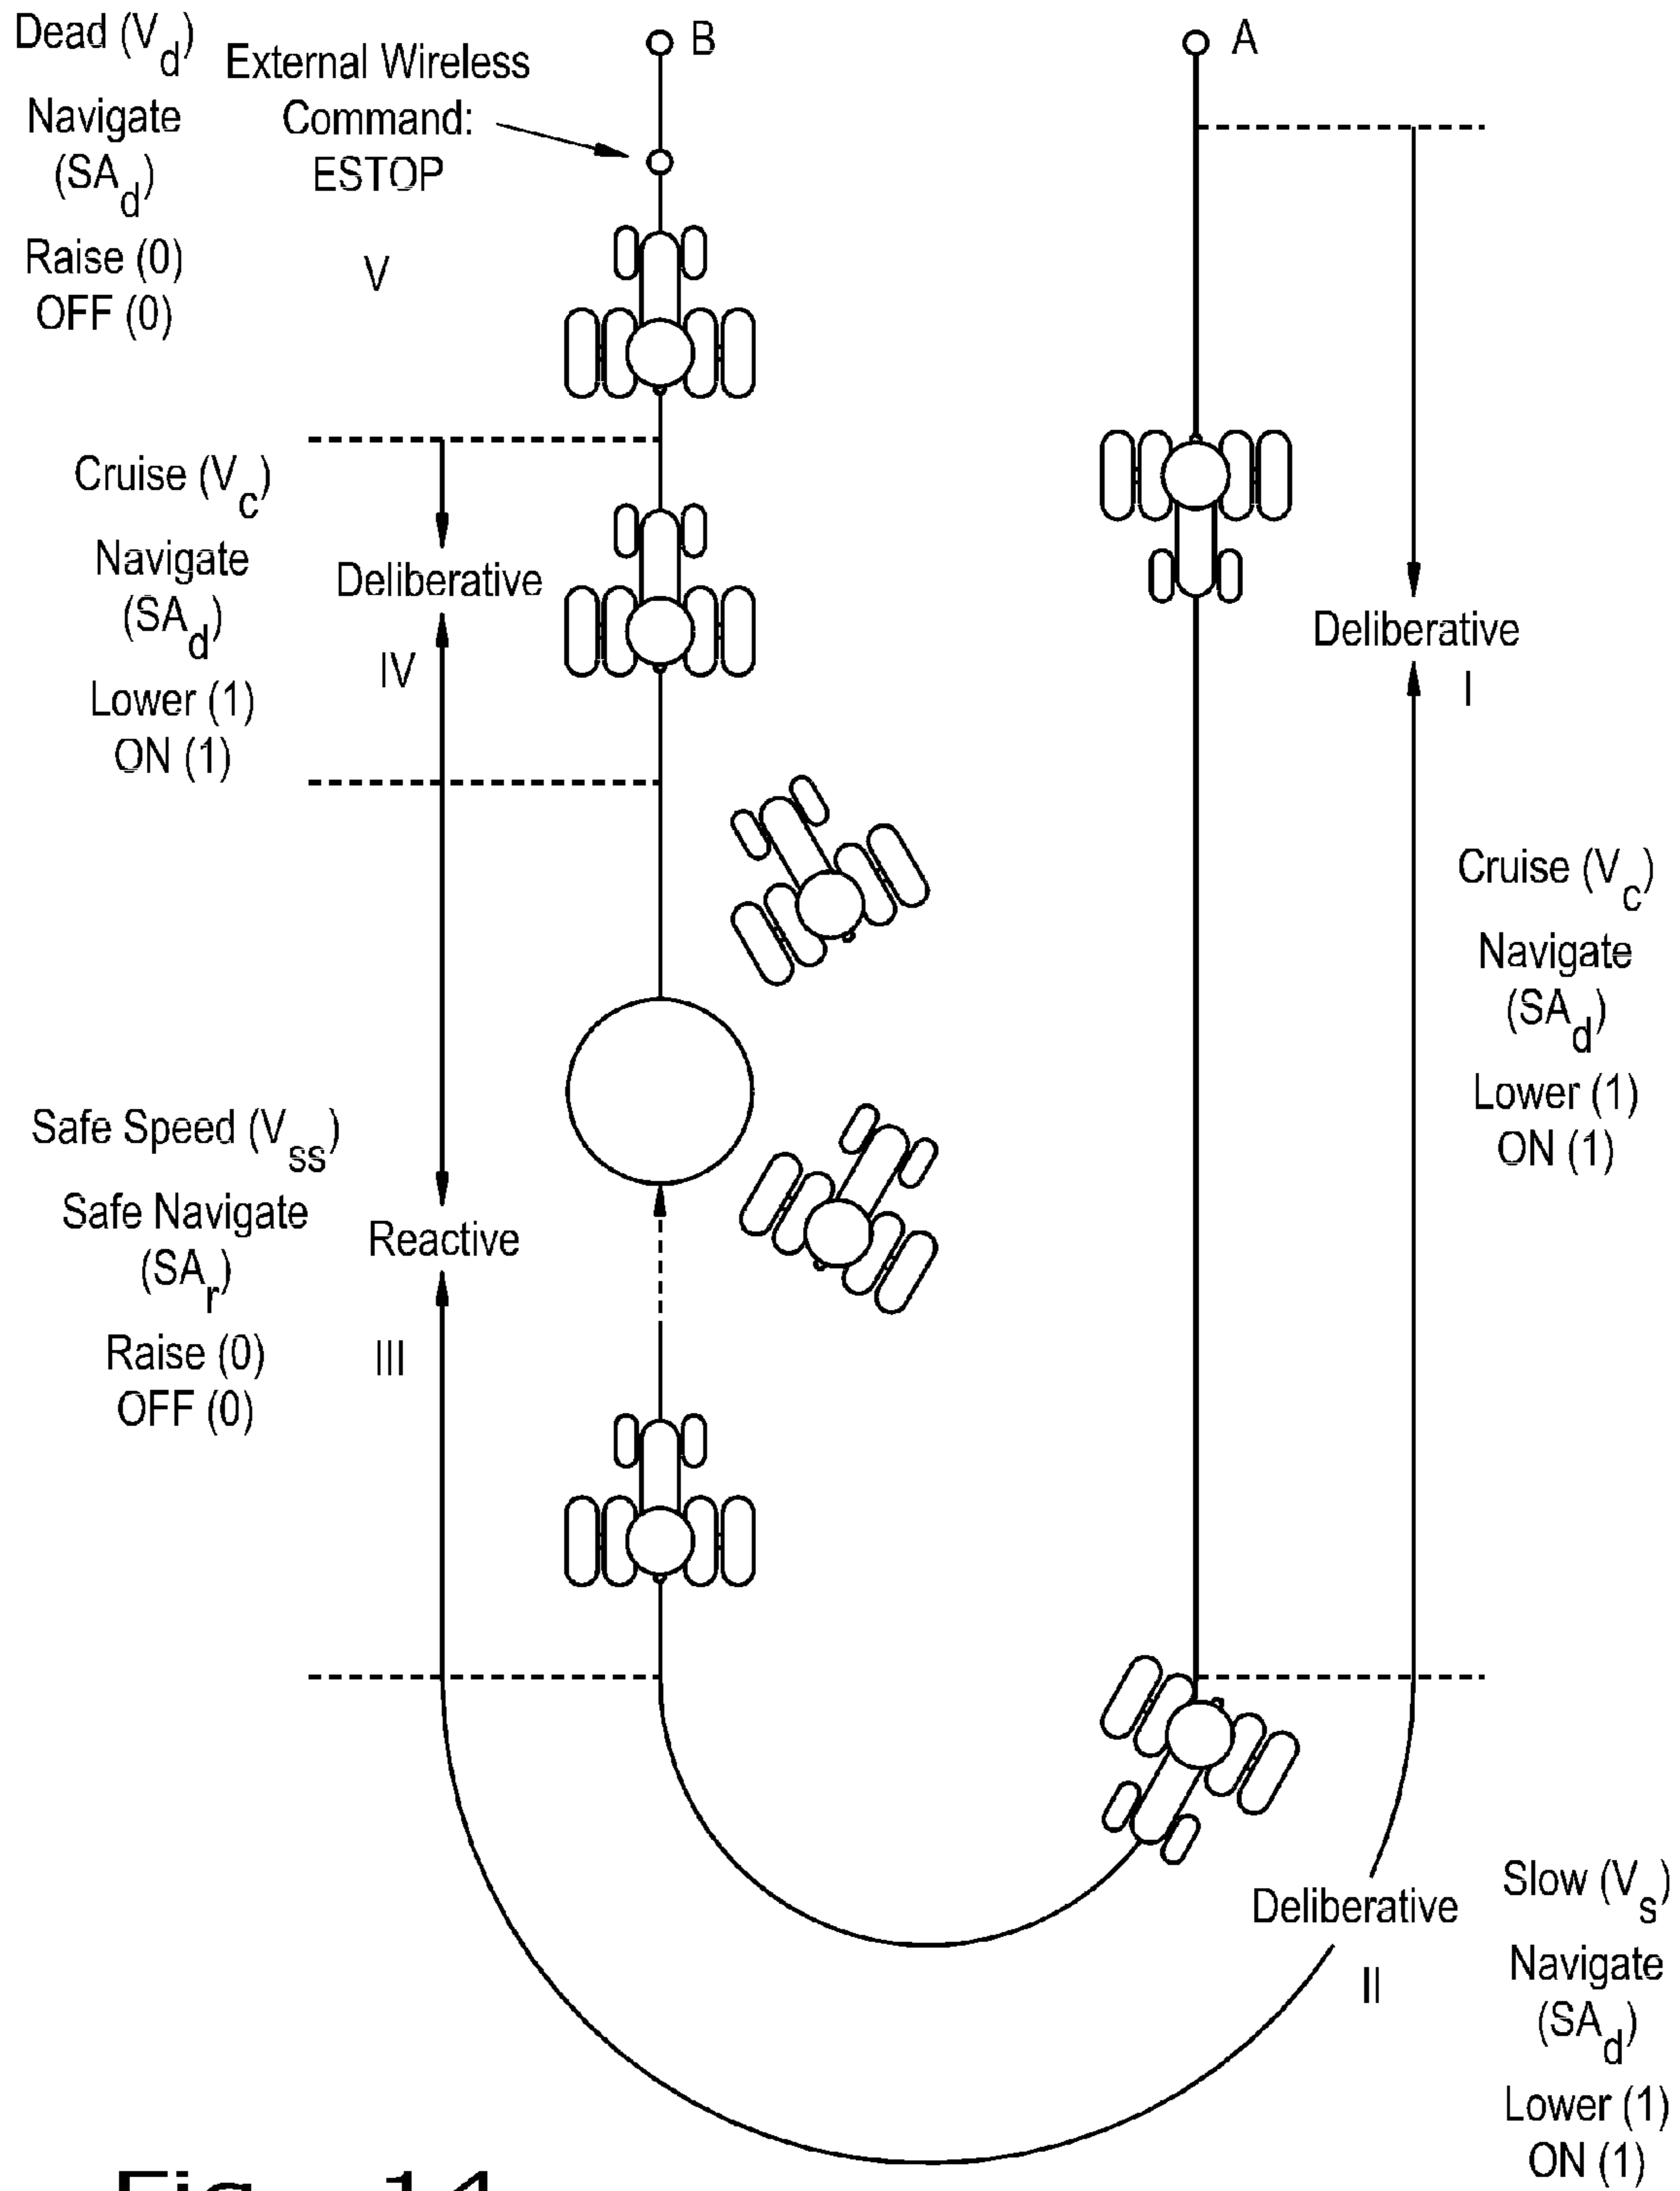 Dead (Vd)
Navigate
(SAd)
Raise (0)
OFF (0)
External Wireless
Command:
ESTOP
B
A
V
Cruise (Vc)
Navigate
(SAd)
Lower (1)
ON (1)
Deliberative
IV
Deliberative
I
Cruise (Vc)
Navigate
(SAd)
Lower (1)
ON (1)
Safe Speed (Vss)
Safe Navigate
(SAr)
Raise (0)
OFF (0)
Reactive
III
Deliberative
II
Slow (Vs)
Navigate
(SAd)
Lower (1)
ON (1)
Fig. 14